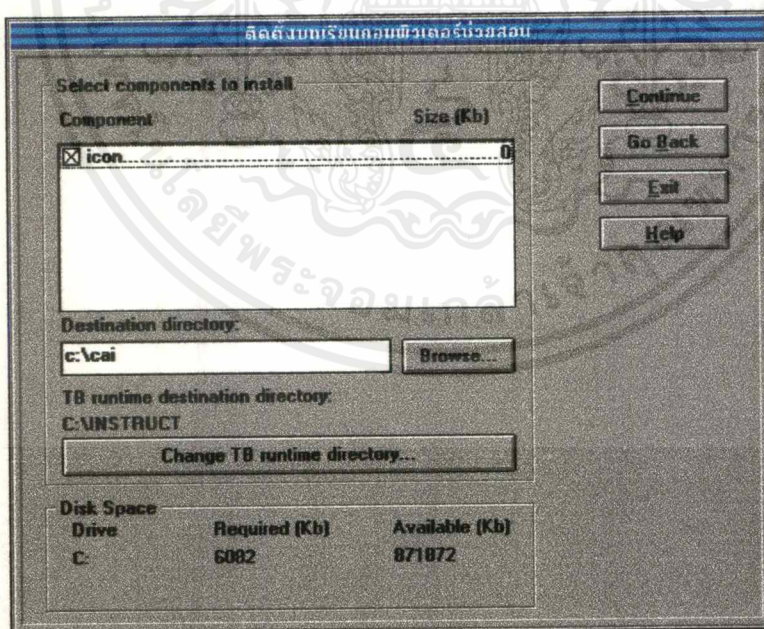 ติดตั้งบทเรียนคอมพิวเตอร์ช่วยสอน
Select components to install
Component Size (Kb)
icon 0
Destination directory:
c:\cai
Browse...
TB runtime destination directory:
C:\INSTRUCT
Change TB runtime directory...
Disk Space
Drive Required (Kb) Available (Kb)
C: 6082 871872
Continue
Go Back
Exit
Help